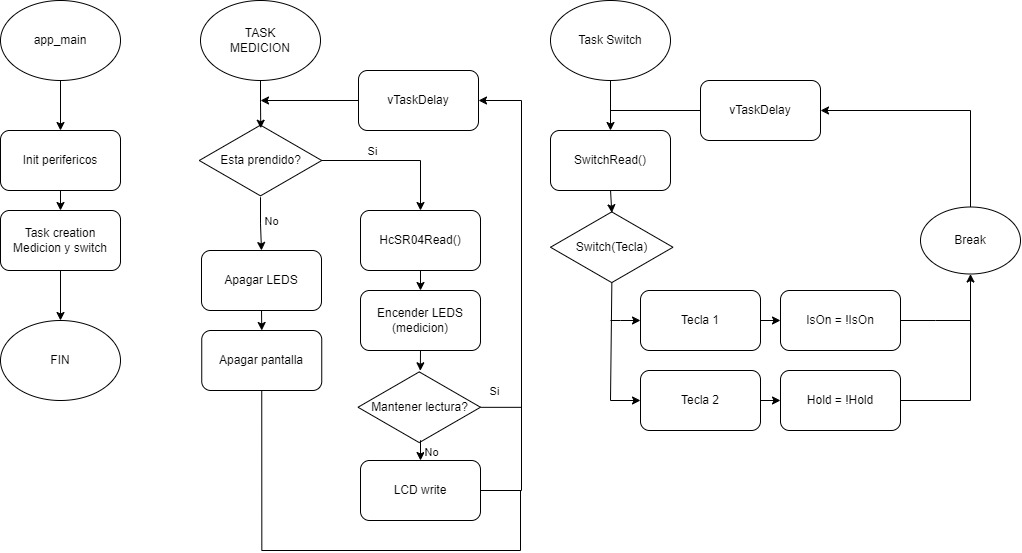 app_main
Init perifericos
Task creation
Medicion y switch
FIN
TASK
MEDICION
vTaskDelay
Esta prendido?
Si
No
HcSR04Read()
Apagar LEDS
Encender LEDS
(medicion)
Apagar pantalla
Mantener lectura?
Si
No
LCD write
Task Switch
vTaskDelay
SwitchRead()
Switch(Tecla)
Break
Tecla 1
IsOn = !IsOn
Tecla 2
Hold = !Hold